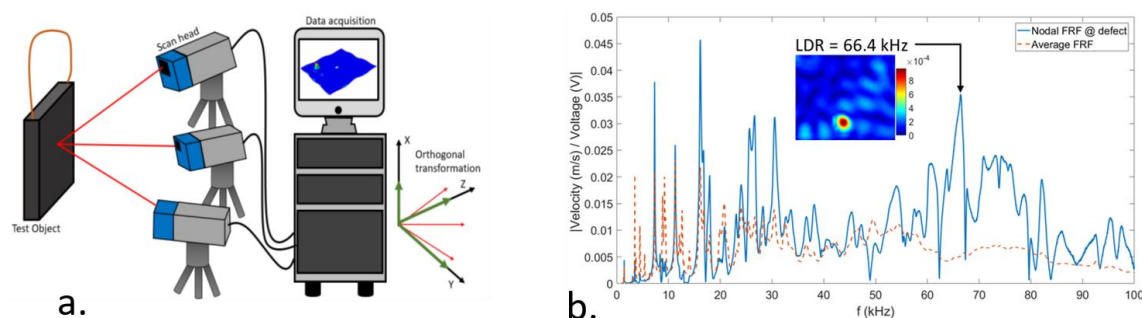 Scan head
Data acquisition
X
Orthogonal
transformation
Z
Y
Test Object
a.
|Velocity (m/s) / Voltage (V)|
0.05
0.045
0.04
0.035
0.03
0.025
0.02
0.015
0.01
0.005
0
Nodal FRF @ defect
Average FRF
LDR = 66.4 kHz
×10⁻⁴
8
6
4
2
0
0 10 20 30 40 50 60 70 80 90 100
f (kHz)
b.